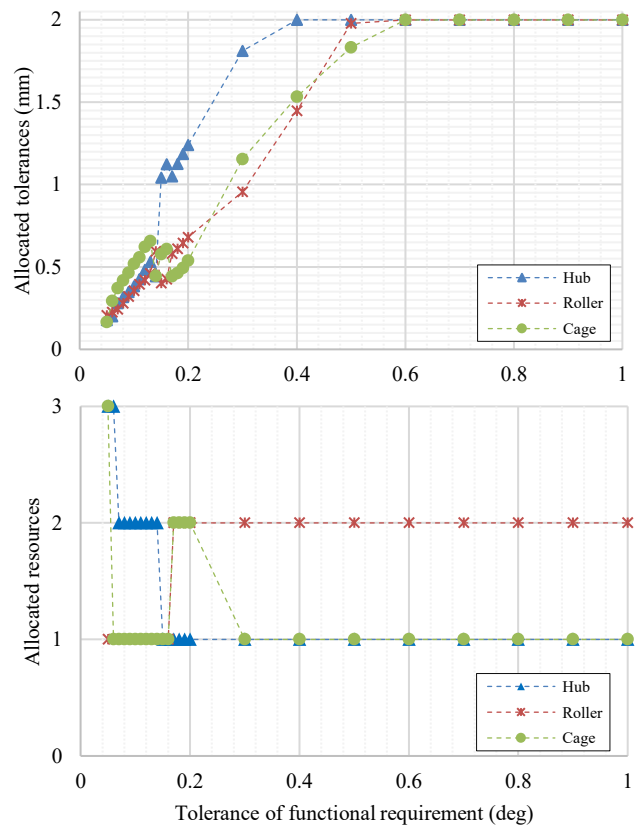 Allocated tolerances (mm)
2
1.5
1
0.5
0
0
0.2
0.4
0.6
0.8
1
Hub
Roller
Cage
Allocated resources
3
2
1
0
0
0.2
0.4
0.6
0.8
1
Hub
Roller
Cage
Tolerance of functional requirement (deg)